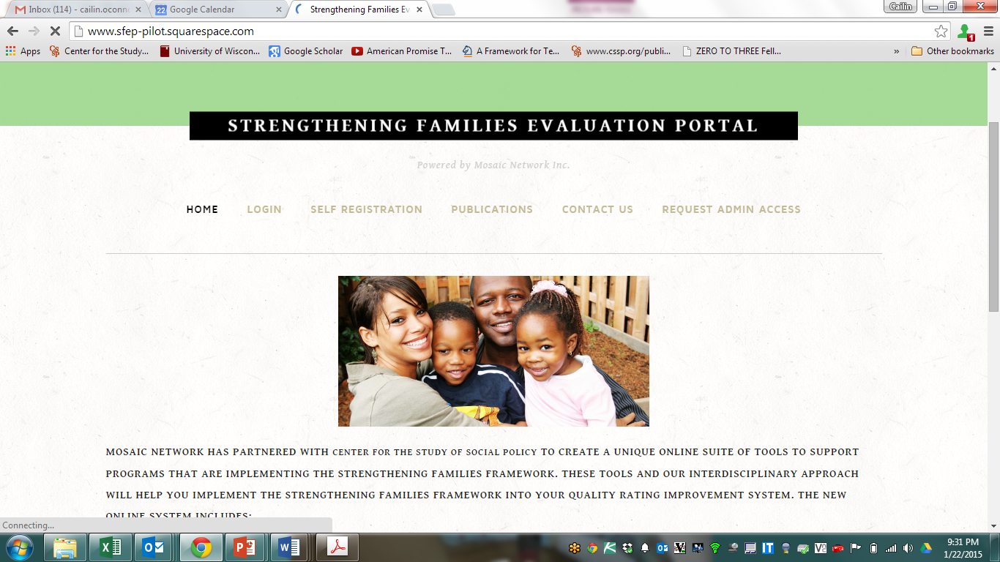 Inbox (114) - cailin.oconn
Google Calendar
Strengthening Families Ev
Cailin
www.sfep-pilot.squarespace.com
1
Apps
Center for the Study...
University of Wiscon...
Google Scholar
American Promise T...
A Framework for Te...
www.cssp.org/publi...
ZERO TO THREE Fell...
»
Other bookmarks
STRENGTHENING FAMILIES EVALUATION PORTAL
Powered by Mosaic Network Inc.
HOME LOGIN SELF REGISTRATION PUBLICATIONS CONTACT US REQUEST ADMIN ACCESS
MOSAIC NETWORK HAS PARTNERED WITH CENTER FOR THE STUDY OF SOCIAL POLICY TO CREATE A UNIQUE ONLINE SUITE OF TOOLS TO SUPPORT
PROGRAMS THAT ARE IMPLEMENTING THE STRENGTHENING FAMILIES FRAMEWORK. THESE TOOLS AND OUR INTERDISCIPLINARY APPROACH
WILL HELP YOU IMPLEMENT THE STRENGTHENING FAMILIES FRAMEWORK INTO YOUR QUALITY RATING IMPROVEMENT SYSTEM. THE NEW
ONLINE SYSTEM INCLUDES:
Connecting...
9:31 PM
1/22/2015